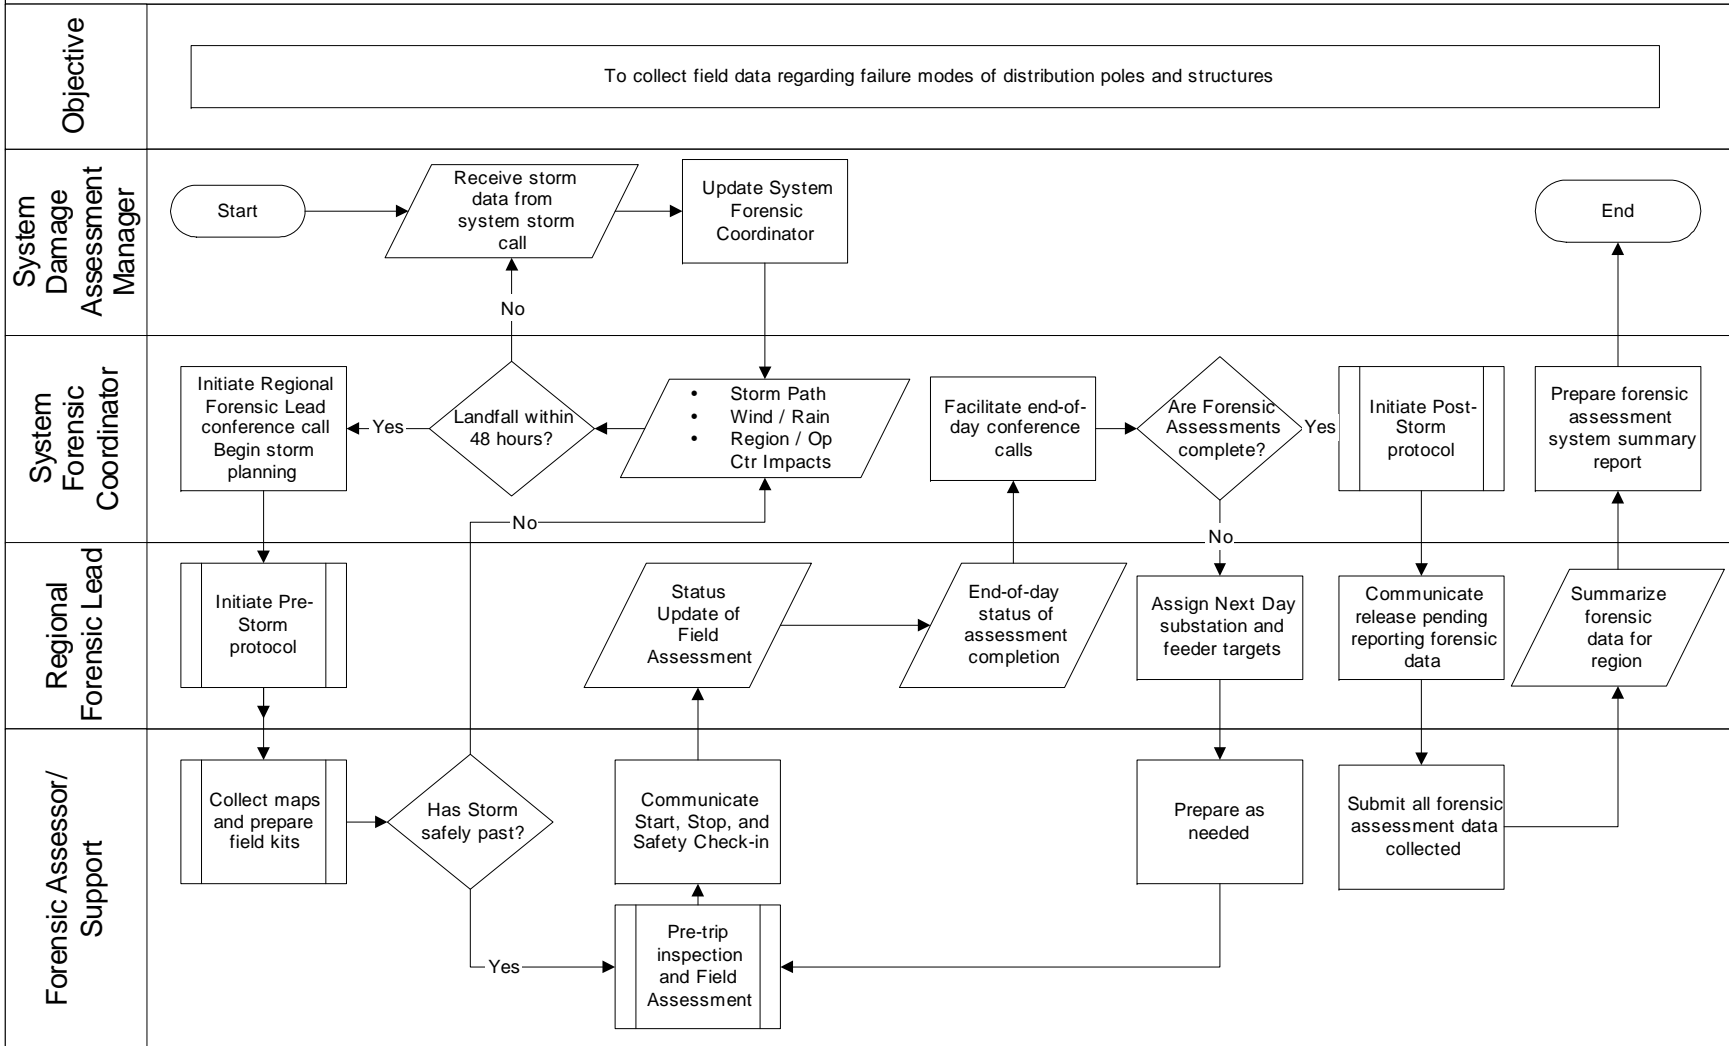 Objective
To collect field data regarding failure modes of distribution poles and structures
System
Damage
Assessment
Manager
Start
Receive storm
data from
system storm
call
Update System
Forensic
Coordinator
End
No
System
Forensic
Coordinator
Initiate Regional
Forensic Lead
conference call
Begin storm
planning
Yes
Landfall within
48 hours?
• Storm Path
• Wind / Rain
• Region / Op
Ctr Impacts
Facilitate end-of-
day conference
calls
Are Forensic
Assessments
complete?
Yes
Initiate Post-
Storm
protocol
Prepare forensic
assessment
system summary
report
No
No
Regional
Forensic Lead
Initiate Pre-
Storm
protocol
Status
Update of
Field
Assessment
End-of-day
status of
assessment
completion
Assign Next Day
substation and
feeder targets
Communicate
release pending
reporting forensic
data
Summarize
forensic
data for
region
Forensic Assessor/
Support
Collect maps
and prepare
field kits
Has Storm
safely past?
Communicate
Start, Stop, and
Safety Check-in
Prepare as
needed
Submit all forensic
assessment data
collected
Yes
Pre-trip
inspection
and Field
Assessment